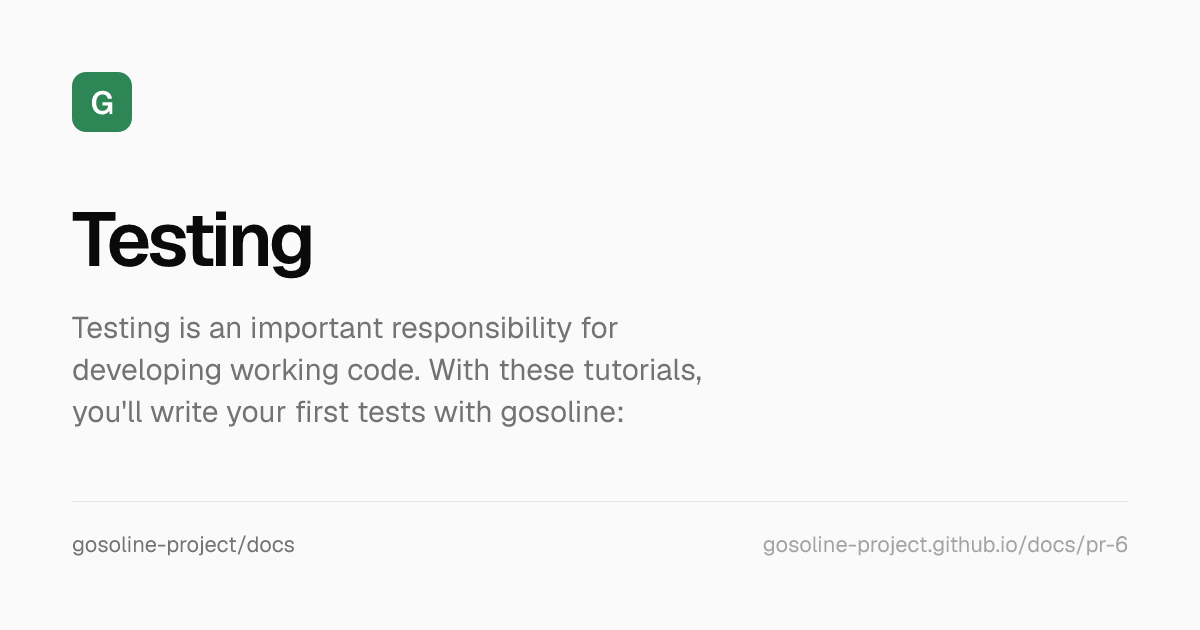 G
Testing
Testing is an important responsibility for
developing working code. With these tutorials,
you'll write your first tests with gosoline:
gosoline-project/docs
gosoline-project.github.io/docs/pr-6